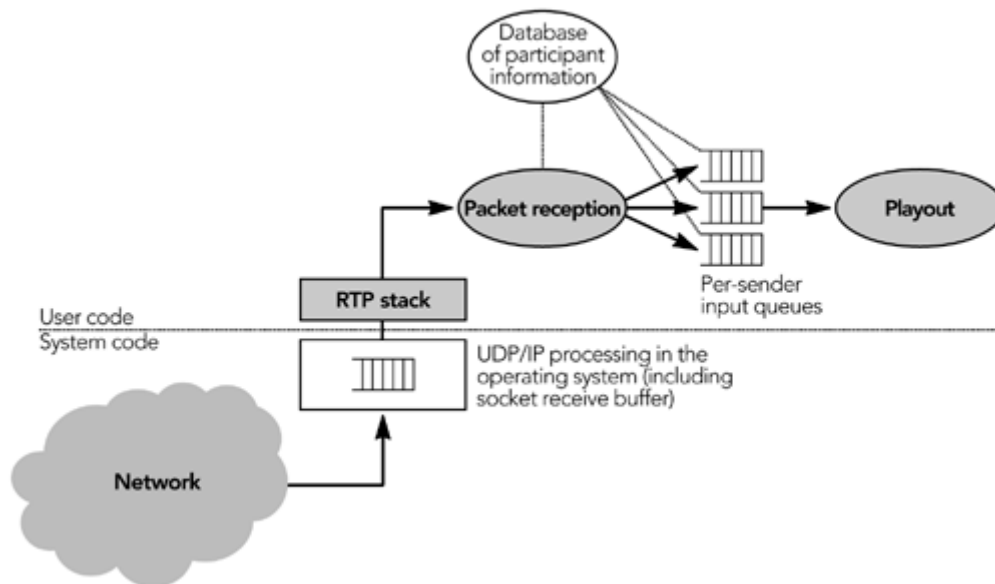 Database
of participant
information
Packet reception
Playout
Per-sender
input queues
RTP stack
User code
System code
UDP/IP processing in the
operating system (including
socket receive buffer)
Network